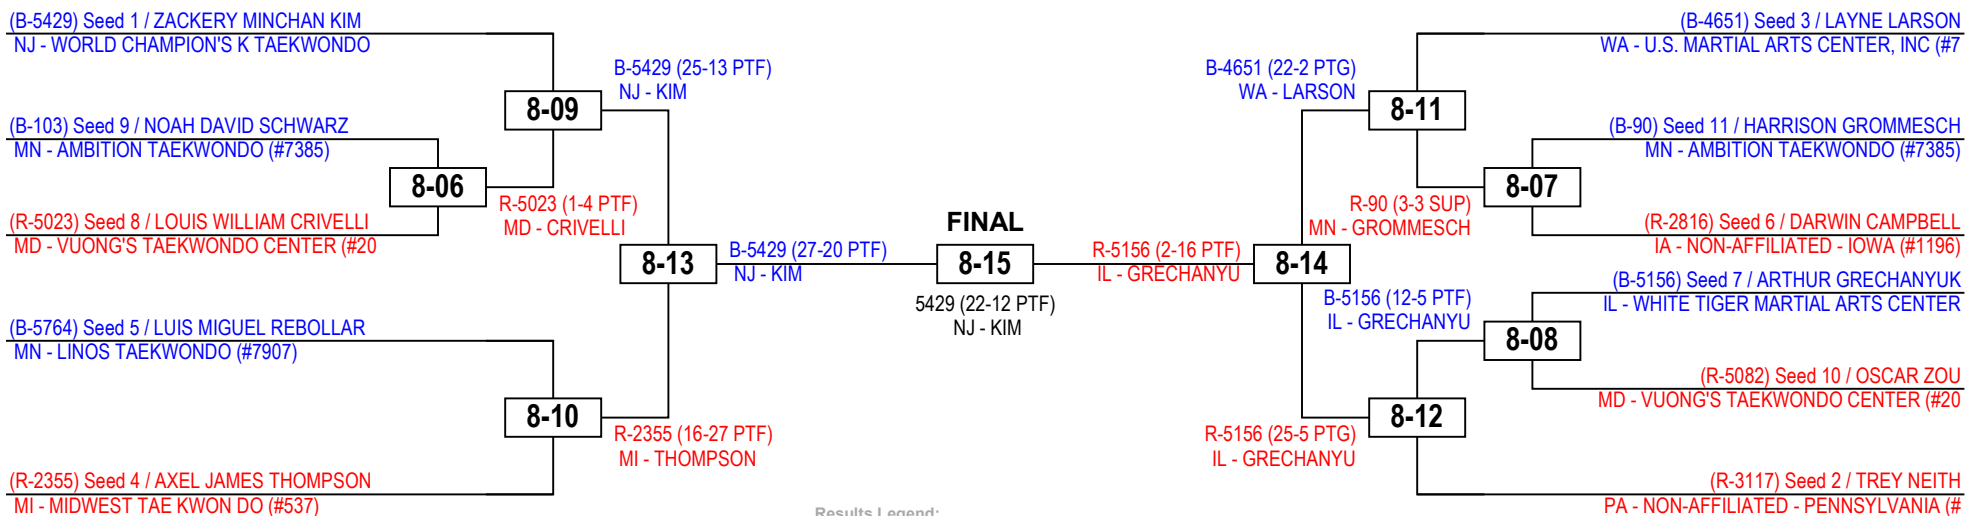 (B-5429) Seed 1 / ZACKERY MINCHAN KIM
NJ - WORLD CHAMPION'S K TAEKWONDO
B-5429 (25-13 PTF)
NJ - KIM
8-09
(B-103) Seed 9 / NOAH DAVID SCHWARZ
MN - AMBITION TAEKWONDO (#7385)
8-06
R-5023 (1-4 PTF)
MD - CRIVELLI
(R-5023) Seed 8 / LOUIS WILLIAM CRIVELLI
MD - VUONG'S TAEKWONDO CENTER (#20
8-13
B-5429 (27-20 PTF)
NJ - KIM
(B-5764) Seed 5 / LUIS MIGUEL REBOLLAR
MN - LINOS TAEKWONDO (#7907)
8-10
R-2355 (16-27 PTF)
MI - THOMPSON
(R-2355) Seed 4 / AXEL JAMES THOMPSON
MI - MIDWEST TAE KWON DO (#537)
FINAL
8-15
5429 (22-12 PTF)
NJ - KIM
(B-4651) Seed 3 / LAYNE LARSON
WA - U.S. MARTIAL ARTS CENTER, INC (#7
B-4651 (22-2 PTG)
WA - LARSON
8-11
(B-90) Seed 11 / HARRISON GROMMESCH
MN - AMBITION TAEKWONDO (#7385)
8-07
R-90 (3-3 SUP)
MN - GROMMESCH
(R-2816) Seed 6 / DARWIN CAMPBELL
IA - NON-AFFILIATED - IOWA (#1196)
R-5156 (2-16 PTF)
IL - GRECHANYU
8-14
(B-5156) Seed 7 / ARTHUR GRECHANYUK
IL - WHITE TIGER MARTIAL ARTS CENTER
B-5156 (12-5 PTF)
IL - GRECHANYU
8-08
(R-5082) Seed 10 / OSCAR ZOU
MD - VUONG'S TAEKWONDO CENTER (#20
8-12
R-5156 (25-5 PTG)
IL - GRECHANYU
(R-3117) Seed 2 / TREY NEITH
PA - NON-AFFILIATED - PENNSYLVANIA (#
Results Legend: